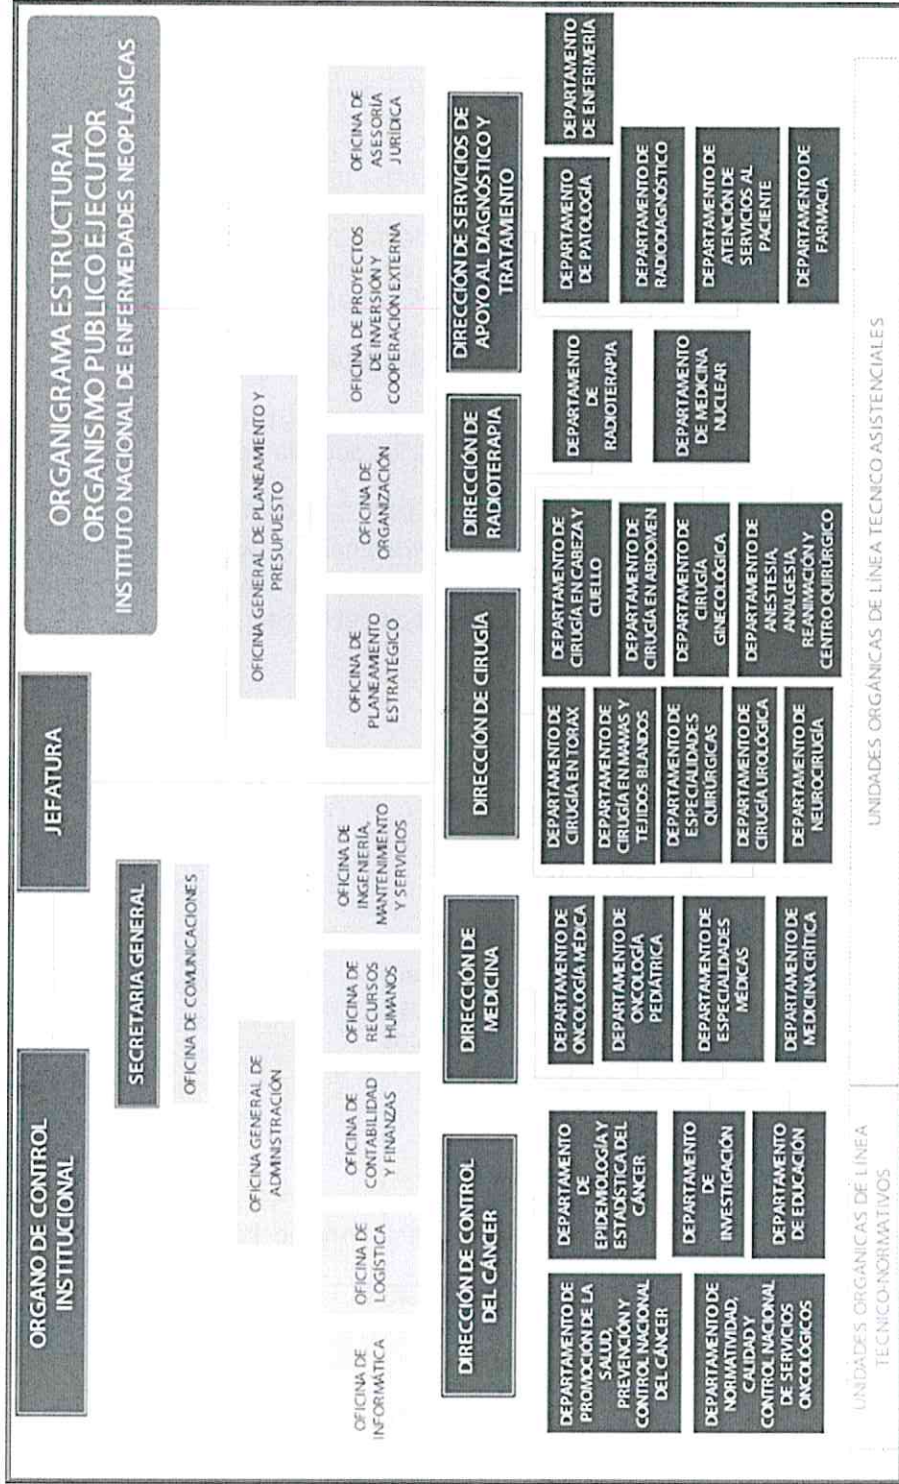 ORGANIGRAMA ESTRUCTURAL
ORGANISMO PUBLICO EJECUTOR
INSTITUTO NACIONAL DE ENFERMEDADES NEOPLÁSICAS
ORGANO DE CONTROL
INSTITUCIONAL
JEFATURA
SECRETARIA GENERAL
OFICINA DE COMUNICACIONES
OFICINA GENERAL DE
ADMINISTRACIÓN
OFICINA GENERAL DE PLANEAMIENTO Y
PRESUPUESTO
OFICINA DE
INFORMÁTICA
OFICINA DE
LOGÍSTICA
OFICINA DE
CONTABILIDAD
Y FINANZAS
OFICINA DE
RECURSOS
HUMANOS
OFICINA DE
INGENIERÍA,
MANTENIMIENTO
Y SERVICIOS
OFICINA DE
PLANEAMIENTO
ESTRATÉGICO
OFICINA DE
ORGANIZACIÓN
OFICINA DE PROYECTOS
DE INVERSIÓN Y
COOPERACIÓN EXTERNA
OFICINA DE
ASESORÍA
JURÍDICA
DIRECCIÓN DE CONTROL
DEL CÁNCER
DEPARTAMENTO DE
PROMOCIÓN DE LA
SALUD,
PREVENCIÓN Y
CONTROL NACIONAL
DEL CÁNCER
DEPARTAMENTO DE
NORMATIVIDAD,
CALIDAD Y
CONTROL NACIONAL
DE SERVICIOS
ONCOLÓGICOS
DEPARTAMENTO
DE
EPIDEMIOLOGÍA Y
ESTADÍSTICA DEL
CÁNCER
DEPARTAMENTO
DE
INVESTIGACIÓN
DEPARTAMENTO
DE EDUCACIÓN
DIRECCIÓN DE
MEDICINA
DEPARTAMENTO DE
ONCOLOGÍA MÉDICA
DEPARTAMENTO DE
ONCOLOGÍA
PEDIÁTRICA
DEPARTAMENTO DE
ESPECIALIDADES
MÉDICAS
DEPARTAMENTO DE
MEDICINA CRÍTICA
DIRECCIÓN DE CIRUGÍA
DEPARTAMENTO DE
CIRUGÍA EN TORAX
DEPARTAMENTO DE
CIRUGÍA EN MAMAS Y
TEJIDOS BLANDOS
DEPARTAMENTO DE
ESPECIALIDADES
QUIRÚRGICAS
DEPARTAMENTO DE
CIRUGÍA UROLOGICA
DEPARTAMENTO DE
NEUROCIRUGÍA
DEPARTAMENTO DE
CIRUGÍA EN CABEZA Y
CUELLO
DEPARTAMENTO DE
CIRUGÍA EN ABDOMEN
DEPARTAMENTO DE
CIRUGÍA
GINECOLÓGICA
DEPARTAMENTO DE
ANESTESIA,
ANALGESIA,
REANIMACIÓN Y
CENTRO QUIRÚRGICO
DIRECCIÓN DE
RADIOTERAPIA
DEPARTAMENTO
DE
RADIOTERAPIA
DEPARTAMENTO
DE MEDICINA
NUCLEAR
DIRECCIÓN DE SERVICIOS DE
APOYO AL DIAGNÓSTICO Y
TRATAMIENTO
DEPARTAMENTO
DE PATOLOGÍA
DEPARTAMENTO DE
RADIODIAGNÓSTICO
DEPARTAMENTO DE
ATENCIÓN DE
SERVICIOS AL
PACIENTE
DEPARTAMENTO DE
FARMACIA
DEPARTAMENTO
DE ENFERMERÍA
UNIDADES ORGÁNICAS DE LÍNEA
TECNICO-NORMATIVOS
UNIDADES ORGÁNICAS DE LÍNEA TECNICO ASISTENCIALES